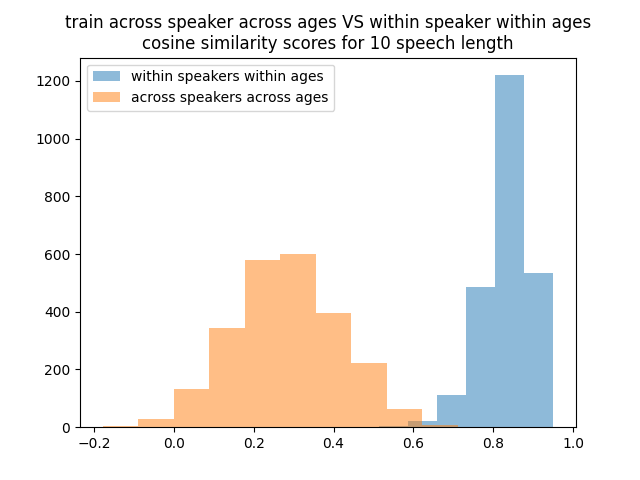 train across speaker across ages VS within speaker within ages
cosine similarity scores for 10 speech length
within speakers within ages
across speakers across ages
1200
1000
800
600
400
200
0
−0.2 0.0 0.2 0.4 0.6 0.8 1.0